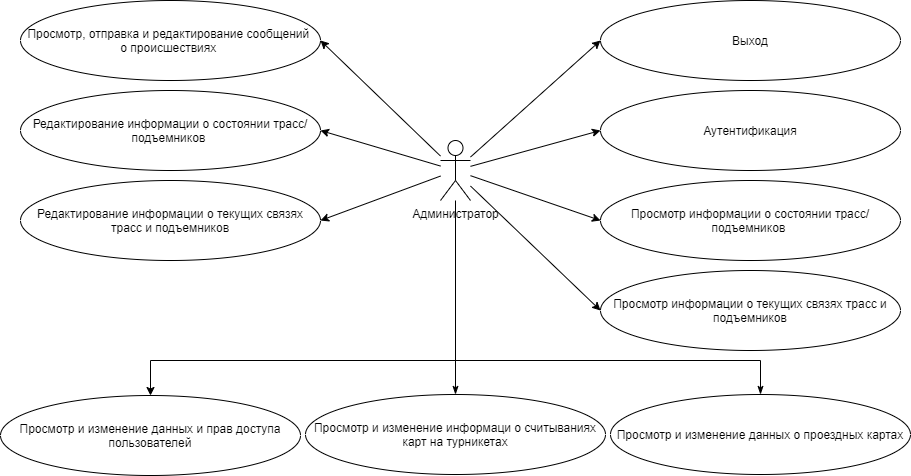 Просмотр, отправка и редактирование сообщений
о происшествиях
Выход
Редактирование информации о состоянии трасс/
подъемников
Аутентификация
Редактирование информации о текущих связях
трасс и подъемников
Администратор
Просмотр информации о состоянии трасс/
подъемников
Просмотр информации о текущих связях трасс и
подъемников
Просмотр и изменение данных и прав доступа
пользователей
Просмотр и изменение информаци о считываниях
карт на турникетах
Просмотр и изменение данных о проездных картах